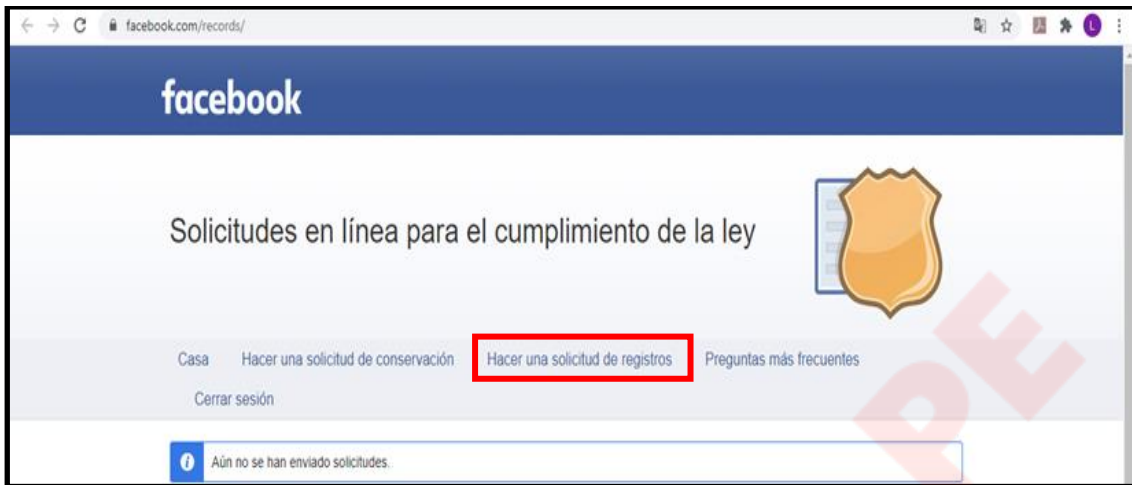 facebook.com/records/
L
facebook
Solicitudes en línea para el cumplimiento de la ley
Casa Hacer una solicitud de conservación Hacer una solicitud de registros Preguntas más frecuentes
Cerrar sesión
i Aún no se han enviado solicitudes.
PE